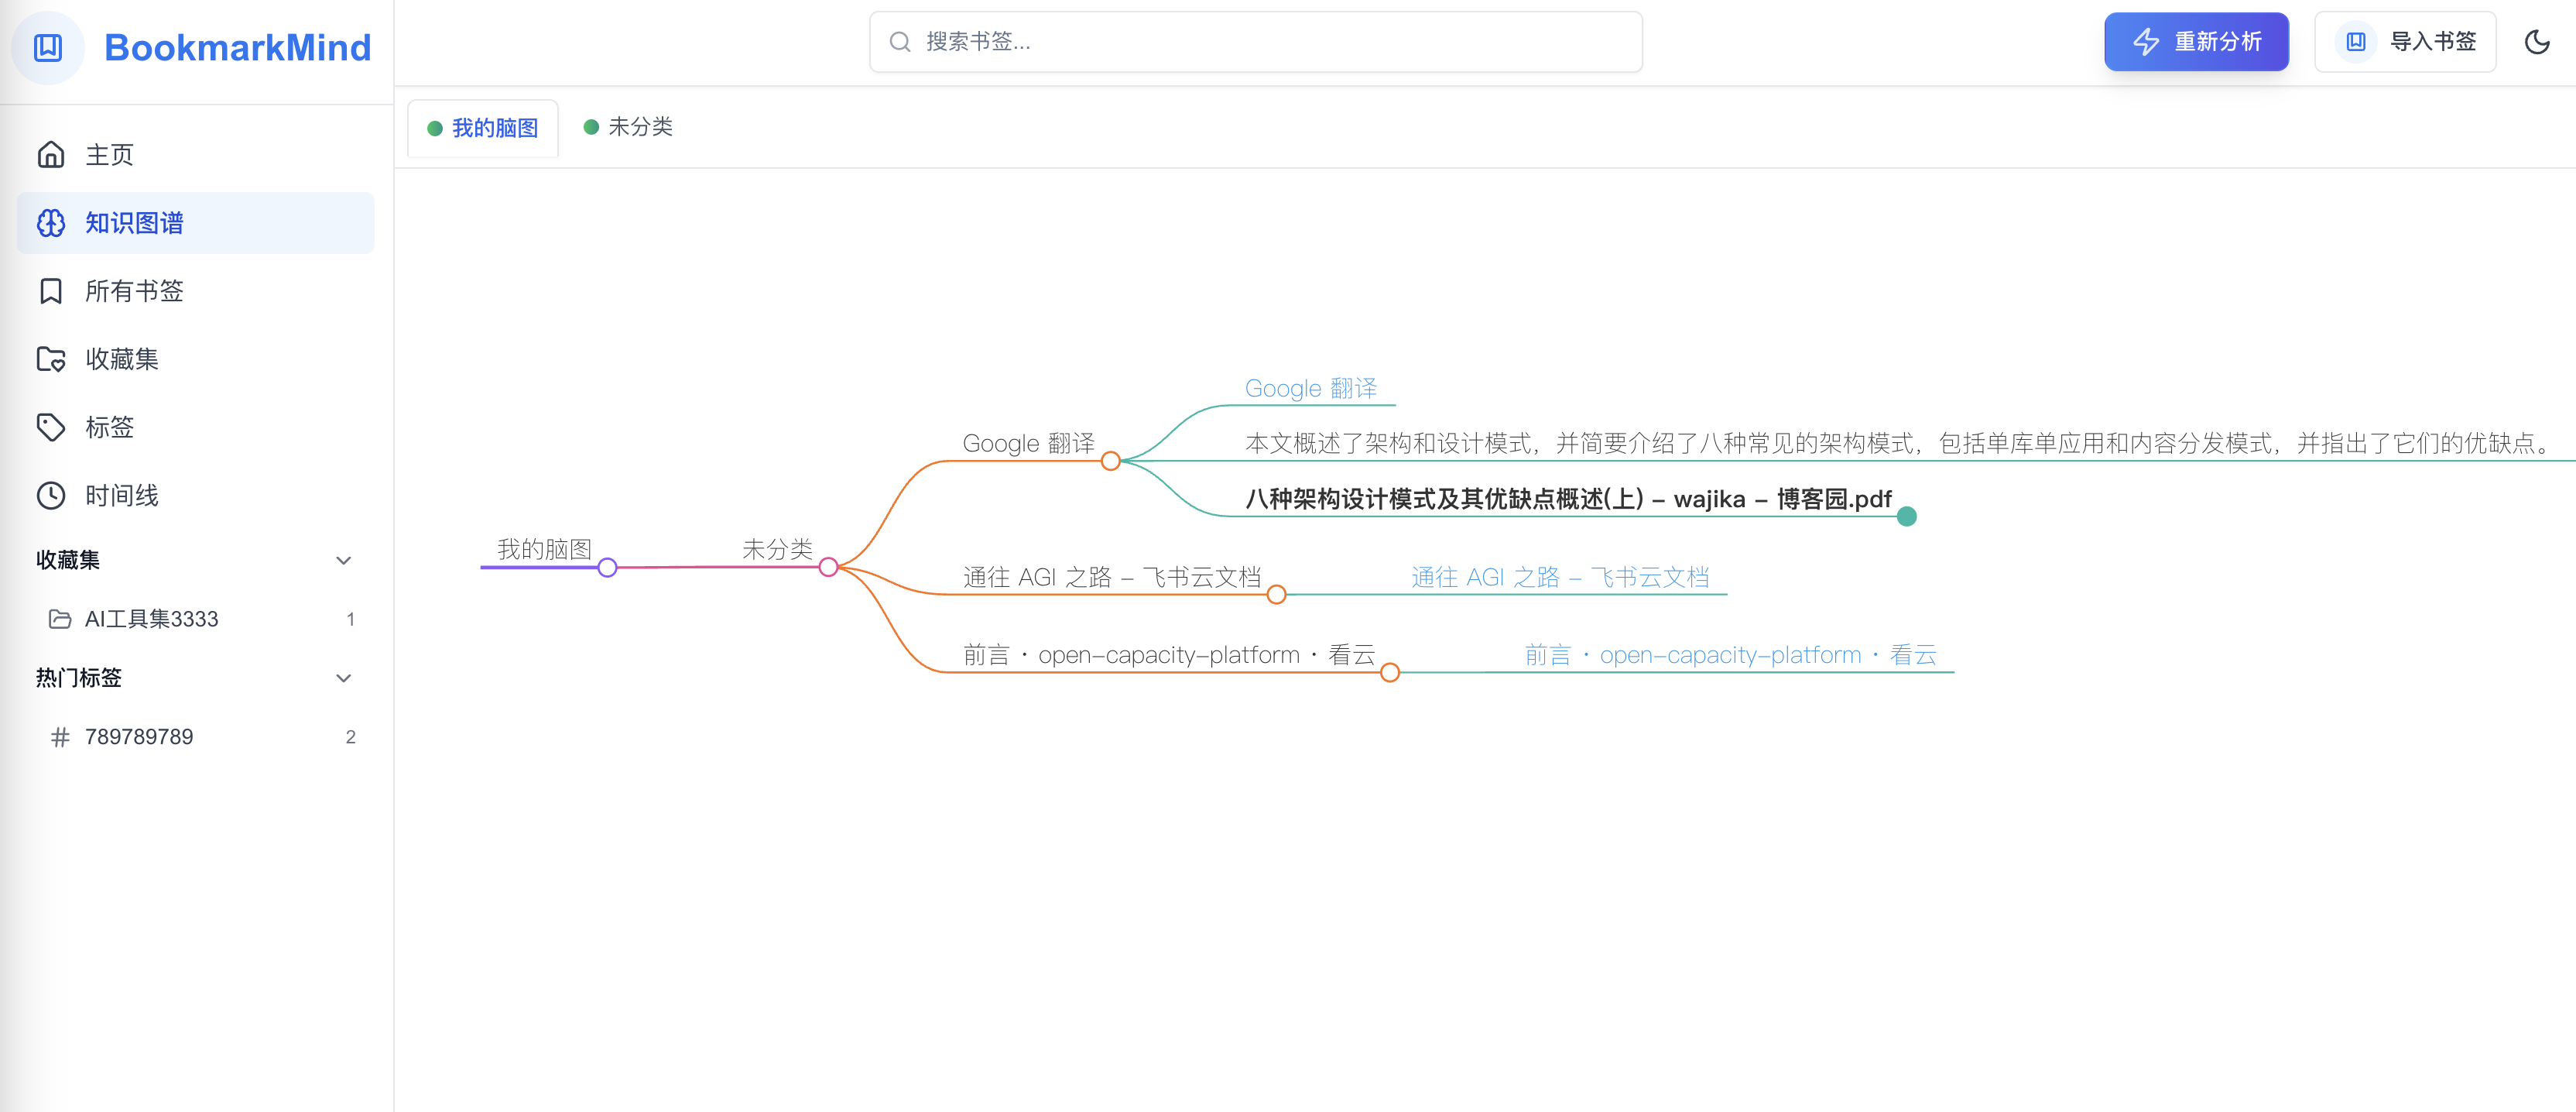 BookmarkMind
搜索书签...
重新分析
导入书签
主页
知识图谱
所有书签
收藏集
标签
时间线
收藏集
AI工具集3333 1
热门标签
# 789789789 2
我的脑图 未分类
我的脑图
未分类
Google 翻译
Google 翻译
本文概述了架构和设计模式，并简要介绍了八种常见的架构模式，包括单库单应用和内容分发模式，并指出了它们的优缺点。
八种架构设计模式及其优缺点概述(上) – wajika – 博客园.pdf
通往 AGI 之路 – 飞书云文档
通往 AGI 之路 – 飞书云文档
前言 · open-capacity-platform · 看云
前言 · open-capacity-platform · 看云